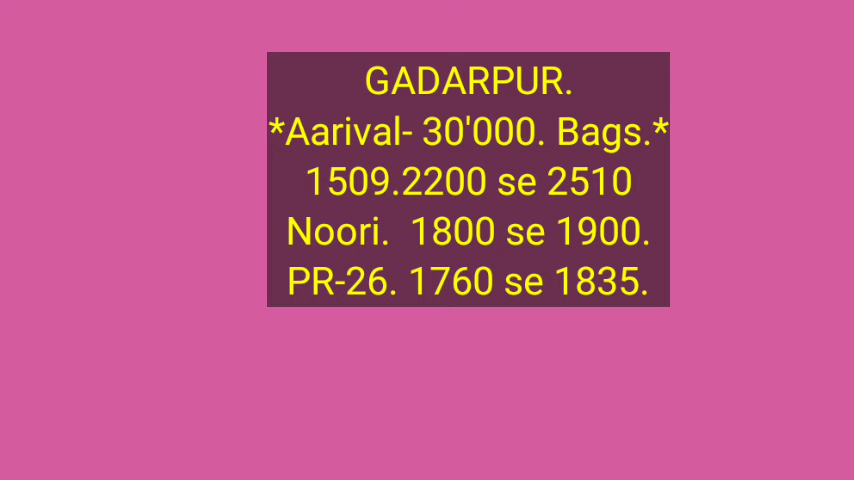 GADARPUR.
*Aarival- 30'000. Bags.*
1509.2200 se 2510
Noori.  1800 se 1900.
PR-26. 1760 se 1835.